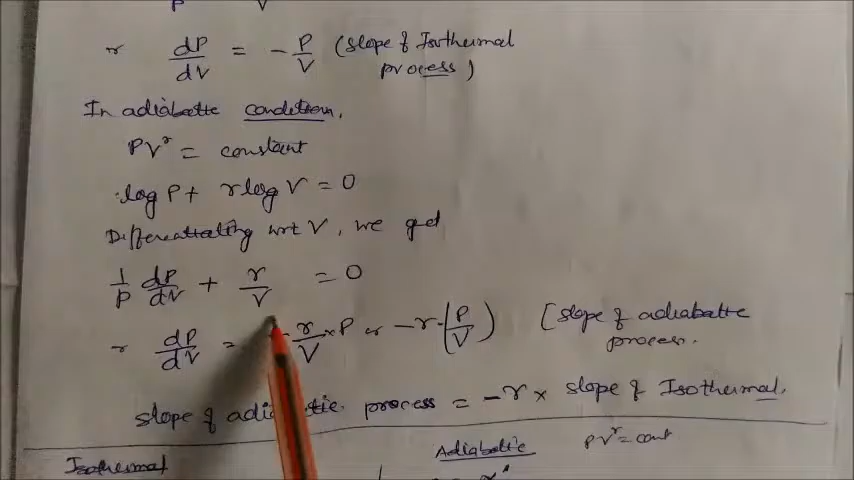 P V
or dP/dV = - P/V (slope of Isothermal process)
In adiabatic condition,
PV^r = constant
log P + r log V = 0
Differentiating wrt V, we get
1/P dP/dV + r/V = 0
or dP/dV = - r/V × P or - r · (P/V) [slope of adiabatic process.
slope of adiabatic process = - r × slope of Isothermal.
Isothermal
Adiabatic PV^r = cont